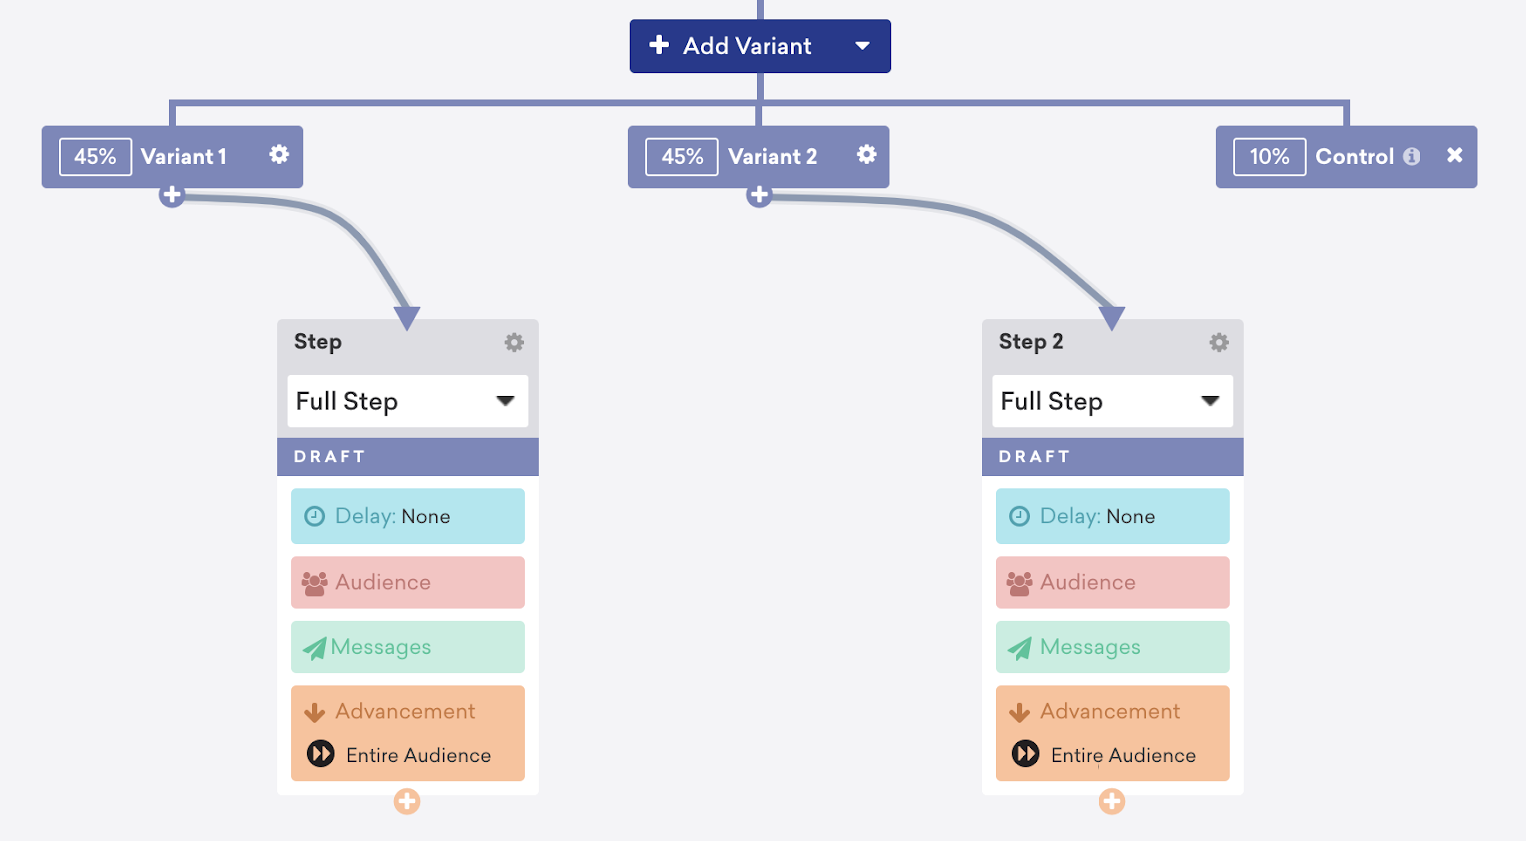 Add Variant
45% Variant 1
45% Variant 2
10% Control
Step
Full Step
DRAFT
Delay: None
Audience
Messages
Advancement
Entire Audience
Step 2
Full Step
DRAFT
Delay: None
Audience
Messages
Advancement
Entire Audience